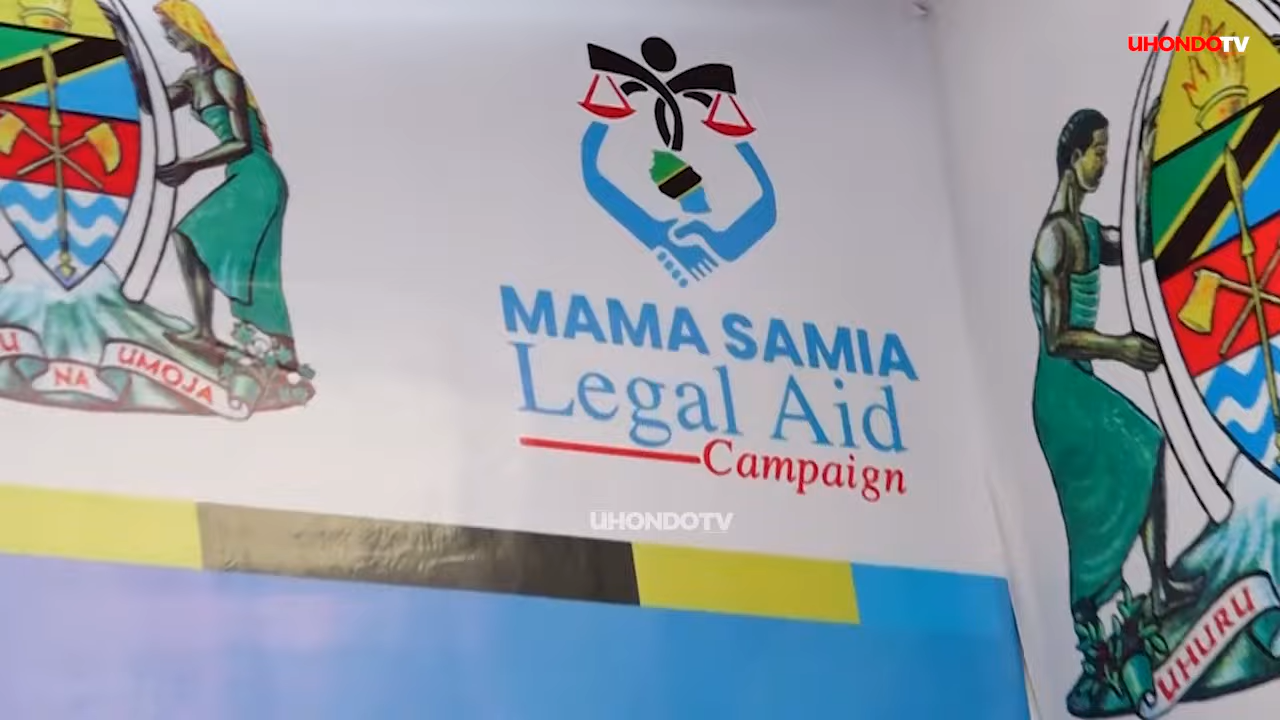 UHONDOTV
MAMA SAMIA
Legal Aid
Campaign
NA UMOJA
UHONDOTV
UHURU